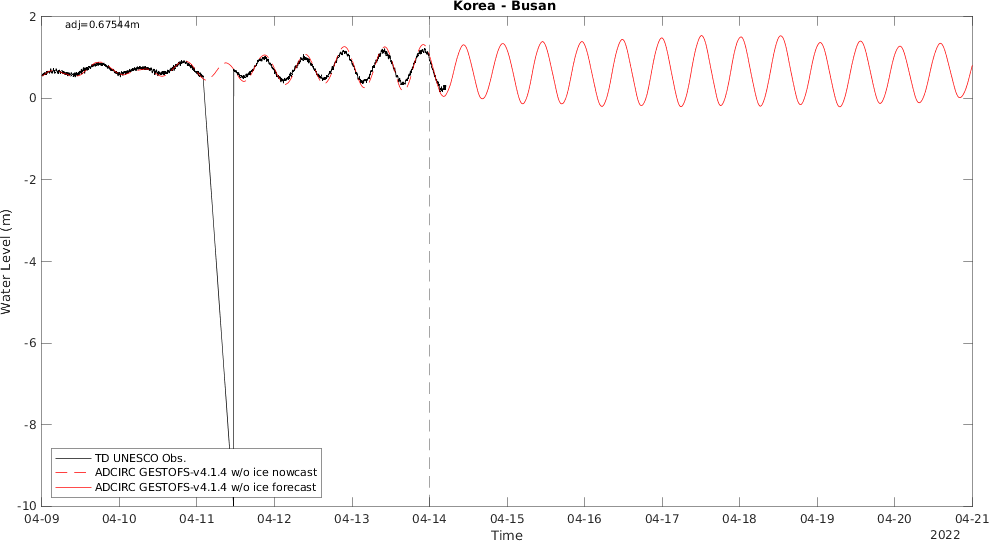 Korea - Busan
adj=0.67544m
2
0
-2
-4
-6
-8
-10
Water Level (m)
TD UNESCO Obs.
ADCIRC GESTOFS-v4.1.4 w/o ice nowcast
ADCIRC GESTOFS-v4.1.4 w/o ice forecast
04-09 04-10 04-11 04-12 04-13 04-14 04-15 04-16 04-17 04-18 04-19 04-20 04-21
Time
2022